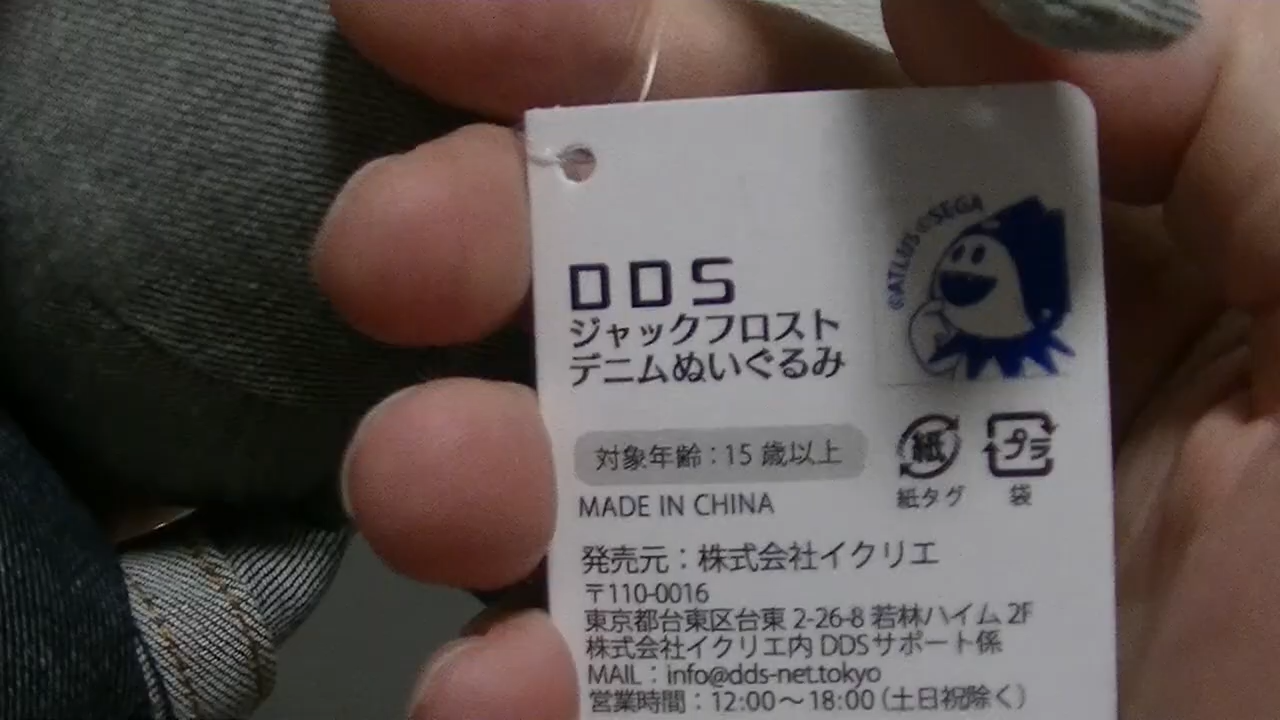 ©ATLUS ©SEGA
DDS
ジャックフロスト
デニムぬいぐるみ
対象年齢：15 歳以上
紙
プラ
紙タグ
袋
MADE IN CHINA
発売元：株式会社イクリエ
〒110-0016
東京都台東区台東 2-26-8 若林ハイム 2F
株式会社イクリエ内 DDSサポート係
MAIL：info@dds-net.tokyo
営業時間：12:00～18:00（土日祝除く）